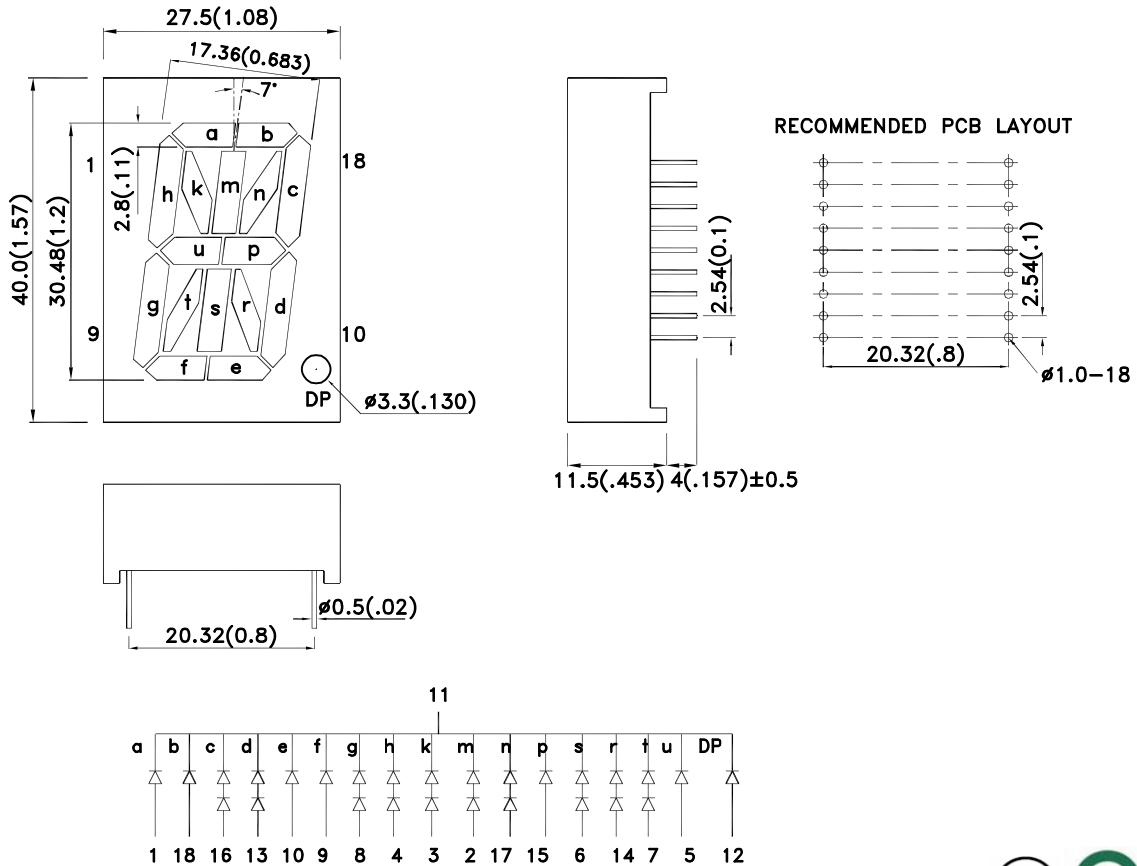 27.5(1.08)
17.36(0.683)
7°
40.0(1.57)
30.48(1.2)
2.8(.11)
1
18
9
10
a b
h k m n c
u p
g t s r d
f e
DP
ø3.3(.130)
2.54(0.1)
11.5(.453) 4(.157)±0.5
RECOMMENDED PCB LAYOUT
2.54(.1)
20.32(.8)
ø1.0-18
ø0.5(.02)
20.32(0.8)
11
a b c d e f g h k m n p s r t u DP
1 18 16 13 10 9 8 4 3 2 17 15 6 14 7 5 12